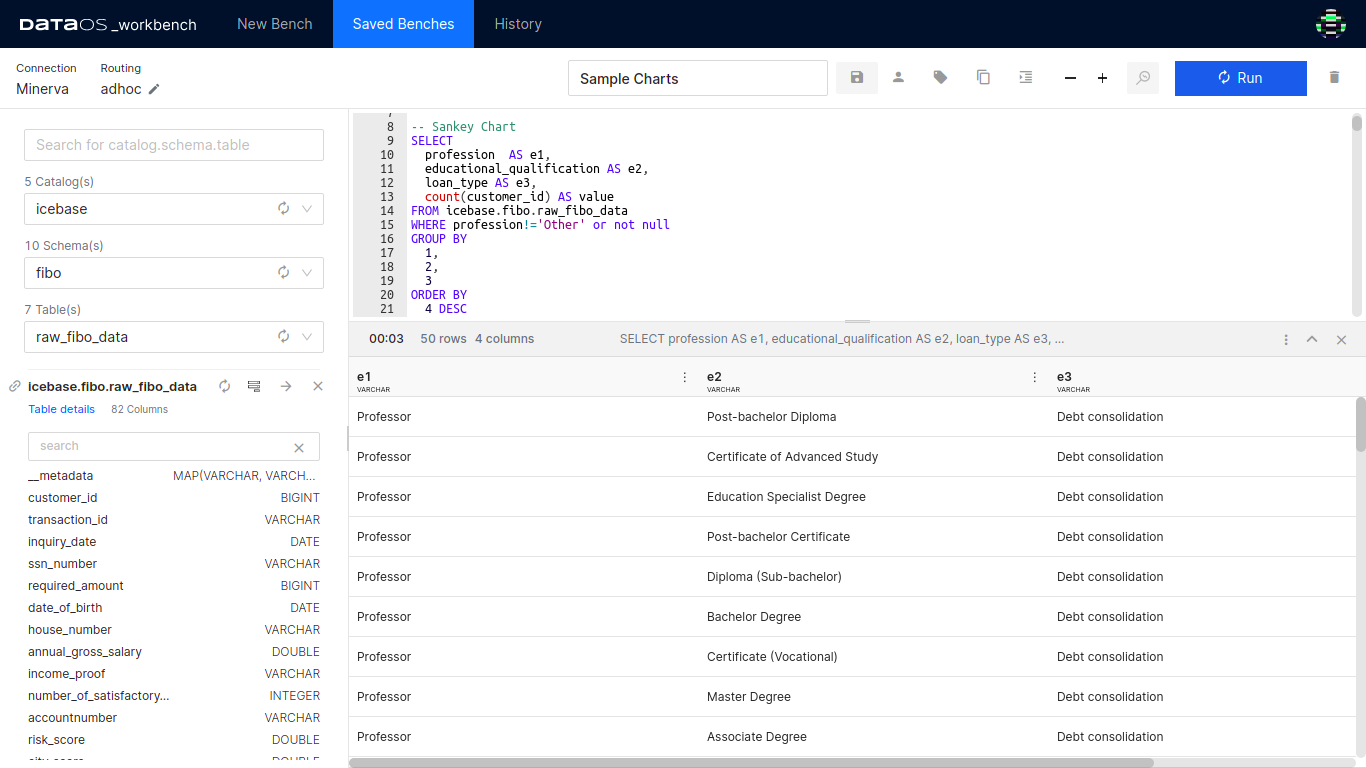 DATAOS _workbench
New Bench
Saved Benches
History
Connection
Minerva
Routing
adhoc
Sample Charts
Run
Search for catalog.schema.table
5 Catalog(s)
icebase
10 Schema(s)
fibo
7 Table(s)
raw_fibo_data
icebase.fibo.raw_fibo_data
Table details 82 Columns
search
__metadata MAP(VARCHAR, VARCH...
customer_id BIGINT
transaction_id VARCHAR
inquiry_date DATE
ssn_number VARCHAR
required_amount BIGINT
date_of_birth DATE
house_number VARCHAR
annual_gross_salary DOUBLE
income_proof VARCHAR
number_of_satisfactory... INTEGER
accountnumber VARCHAR
risk_score DOUBLE
7
8 -- Sankey Chart
9 SELECT
10 profession AS e1,
11 educational_qualification AS e2,
12 loan_type AS e3,
13 count(customer_id) AS value
14 FROM icebase.fibo.raw_fibo_data
15 WHERE profession!='Other' or not null
16 GROUP BY
17 1,
18 2,
19 3
20 ORDER BY
21 4 DESC
00:03 50 rows 4 columns SELECT profession AS e1, educational_qualification AS e2, loan_type AS e3, ...
e1 e2 e3
VARCHAR VARCHAR VARCHAR
Professor Post-bachelor Diploma Debt consolidation
Professor Certificate of Advanced Study Debt consolidation
Professor Education Specialist Degree Debt consolidation
Professor Post-bachelor Certificate Debt consolidation
Professor Diploma (Sub-bachelor) Debt consolidation
Professor Bachelor Degree Debt consolidation
Professor Certificate (Vocational) Debt consolidation
Professor Master Degree Debt consolidation
Professor Associate Degree Debt consolidation